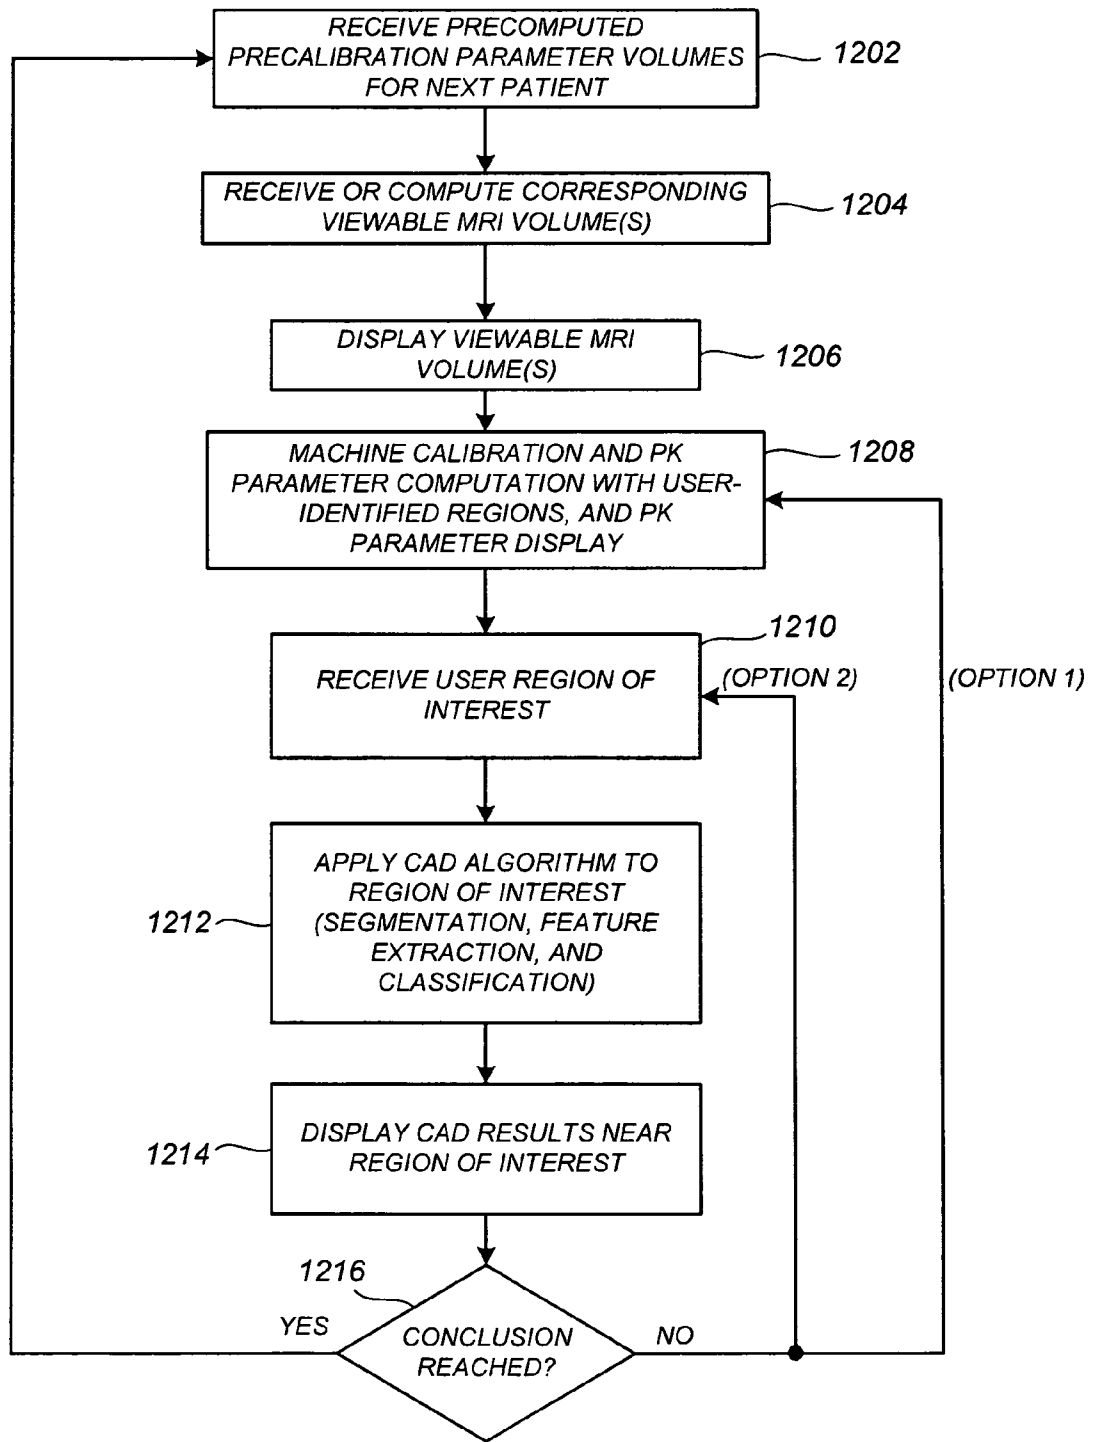 RECEIVE PRECOMPUTED
PRECALIBRATION PARAMETER VOLUMES
FOR NEXT PATIENT
1202
RECEIVE OR COMPUTE CORRESPONDING
VIEWABLE MRI VOLUME(S)
1204
DISPLAY VIEWABLE MRI
VOLUME(S)
1206
MACHINE CALIBRATION AND PK
PARAMETER COMPUTATION WITH USER-
IDENTIFIED REGIONS, AND PK
PARAMETER DISPLAY
1208
1210
RECEIVE USER REGION OF
INTEREST
(OPTION 2)
(OPTION 1)
APPLY CAD ALGORITHM TO
REGION OF INTEREST
(SEGMENTATION, FEATURE
EXTRACTION, AND
CLASSIFICATION)
1212
DISPLAY CAD RESULTS NEAR
REGION OF INTEREST
1214
1216
YES
CONCLUSION
REACHED?
NO